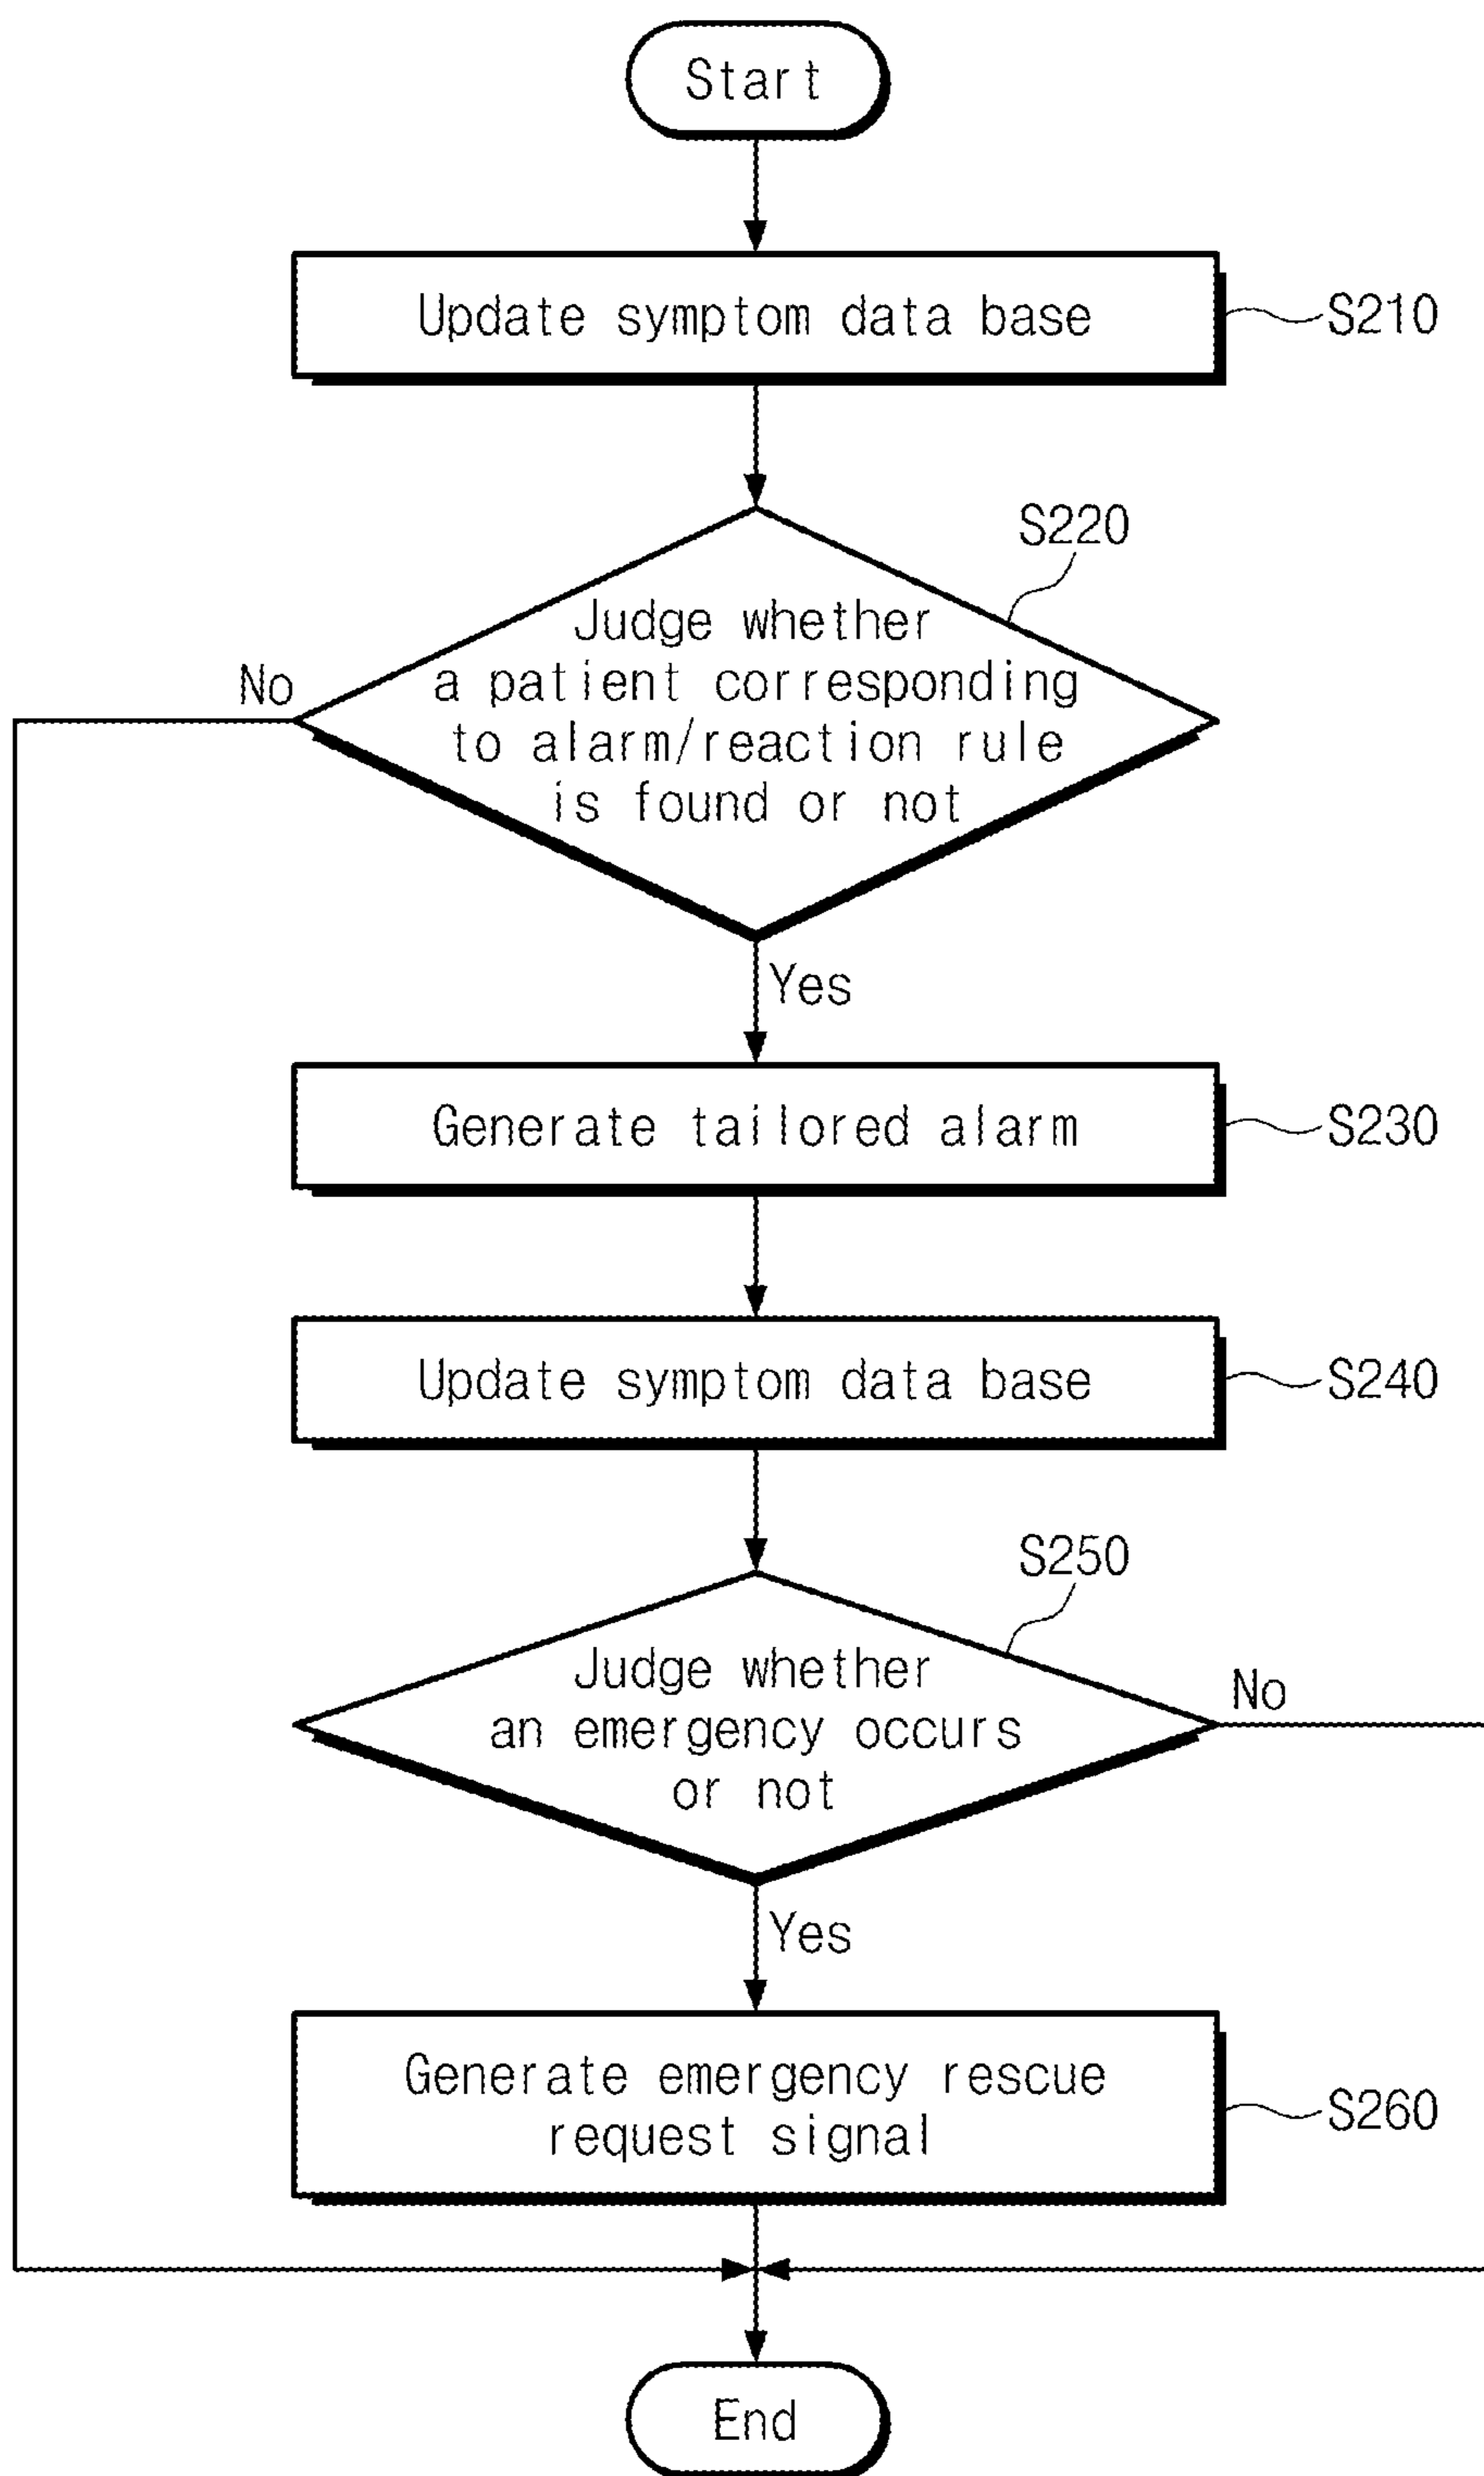 Start
Update symptom data base
S210
S220
Judge whether
a patient corresponding
to alarm/reaction rule
is found or not
No
Yes
Generate tailored alarm
S230
Update symptom data base
S240
S250
Judge whether
an emergency occurs
or not
No
Yes
Generate emergency rescue
request signal
S260
End